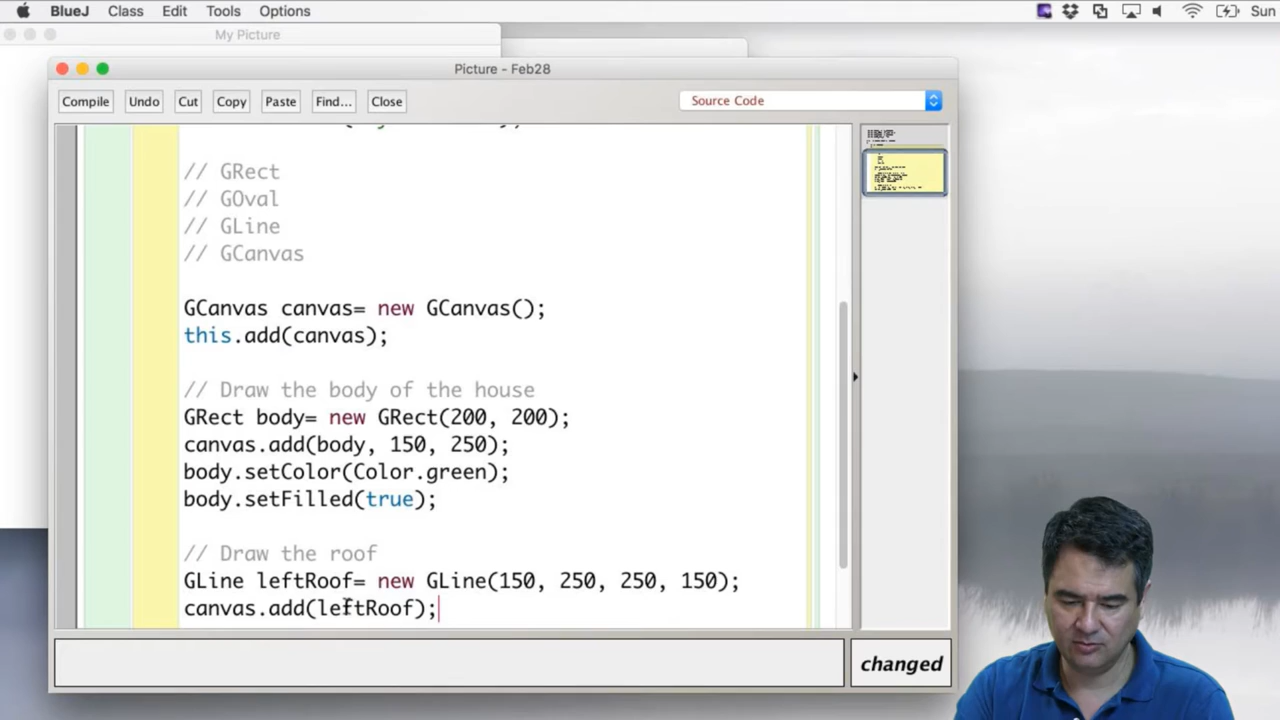 BlueJ Class Edit Tools Options Sun
My Picture
Picture - Feb28
Compile Undo Cut Copy Paste Find... Close Source Code
// GRect
// GOval
// GLine
// GCanvas
GCanvas canvas= new GCanvas();
this.add(canvas);
// Draw the body of the house
GRect body= new GRect(200, 200);
canvas.add(body, 150, 250);
body.setColor(Color.green);
body.setFilled(true);
// Draw the roof
GLine leftRoof= new GLine(150, 250, 250, 150);
canvas.add(leftRoof);
changed